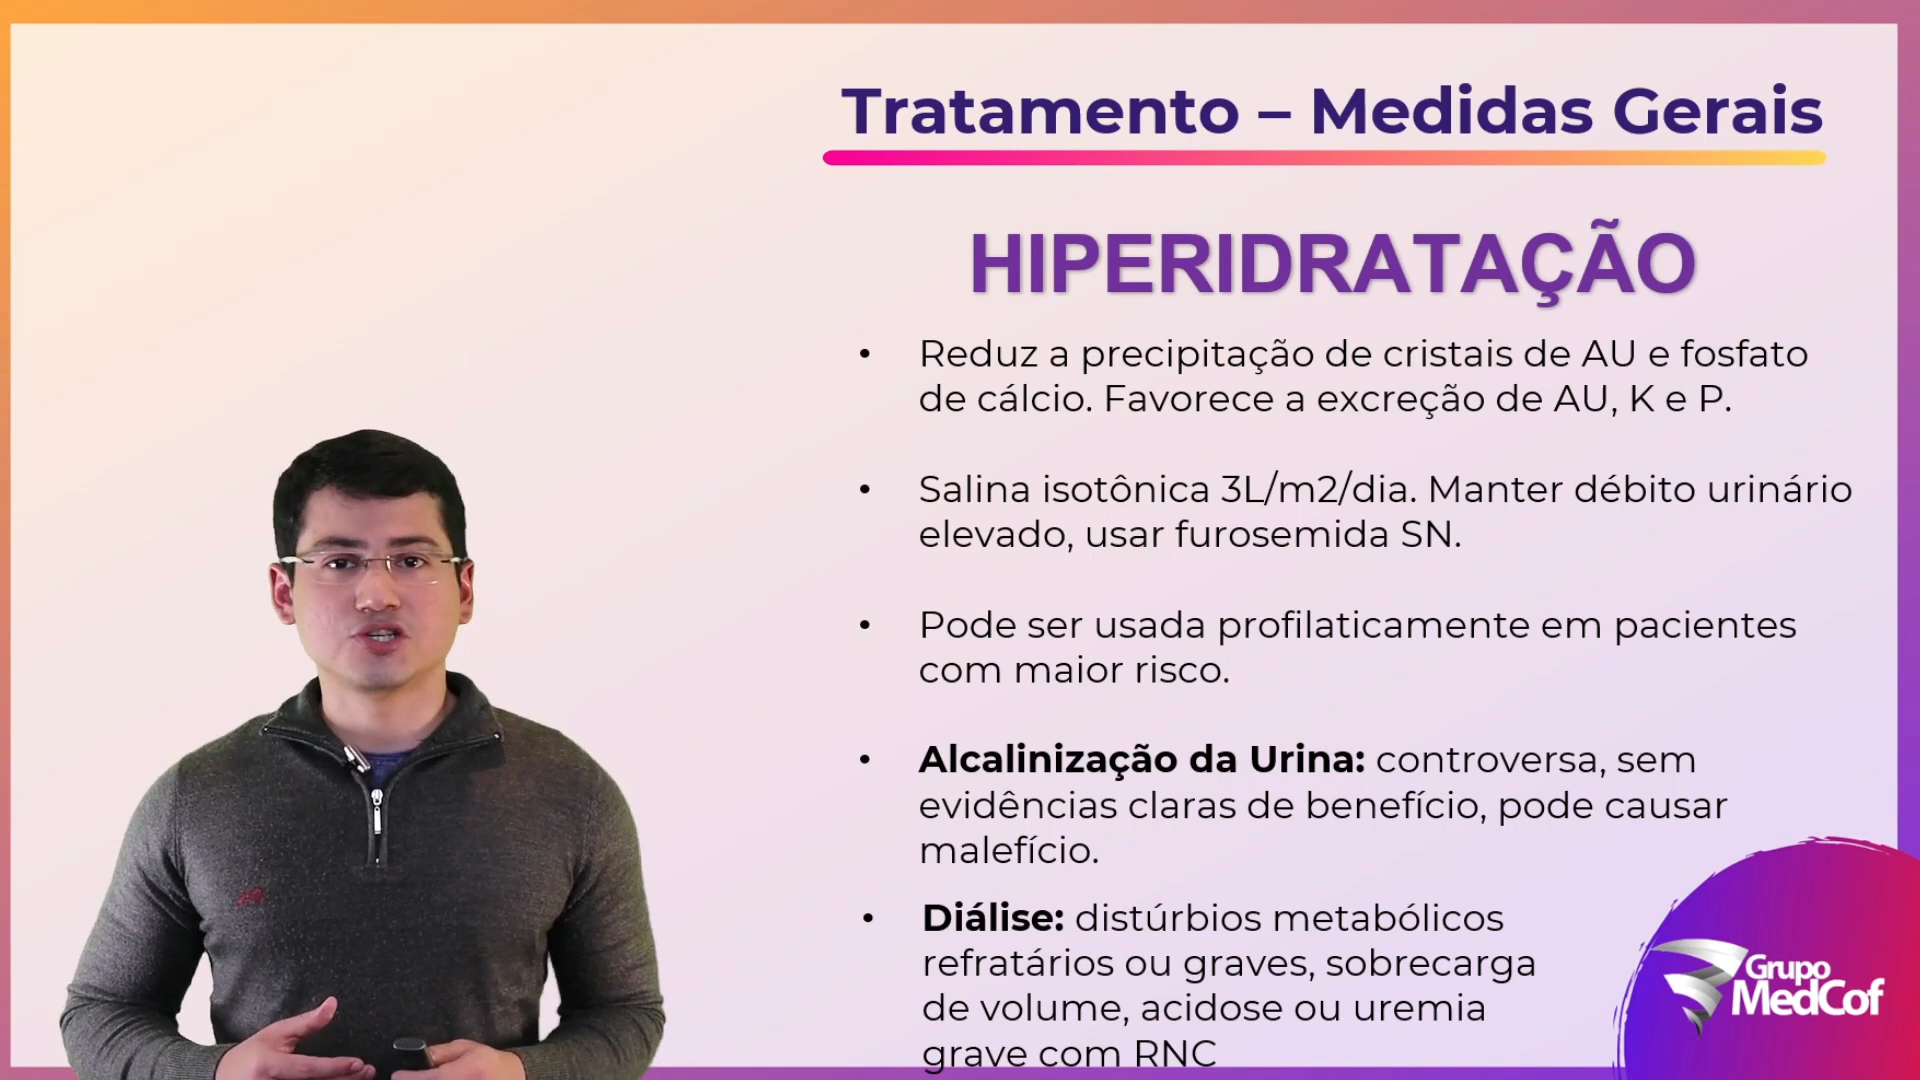 Tratamento – Medidas Gerais
HIPERIDRATAÇÃO
• Reduz a precipitação de cristais de AU e fosfato
de cálcio. Favorece a excreção de AU, K e P.
• Salina isotônica 3L/m2/dia. Manter débito urinário
elevado, usar furosemida SN.
• Pode ser usada profilaticamente em pacientes
com maior risco.
• Alcalinização da Urina: controversa, sem
evidências claras de benefício, pode causar
malefício.
• Diálise: distúrbios metabólicos
refratários ou graves, sobrecarga
de volume, acidose ou uremia
grave com RNC
Grupo
MedCof